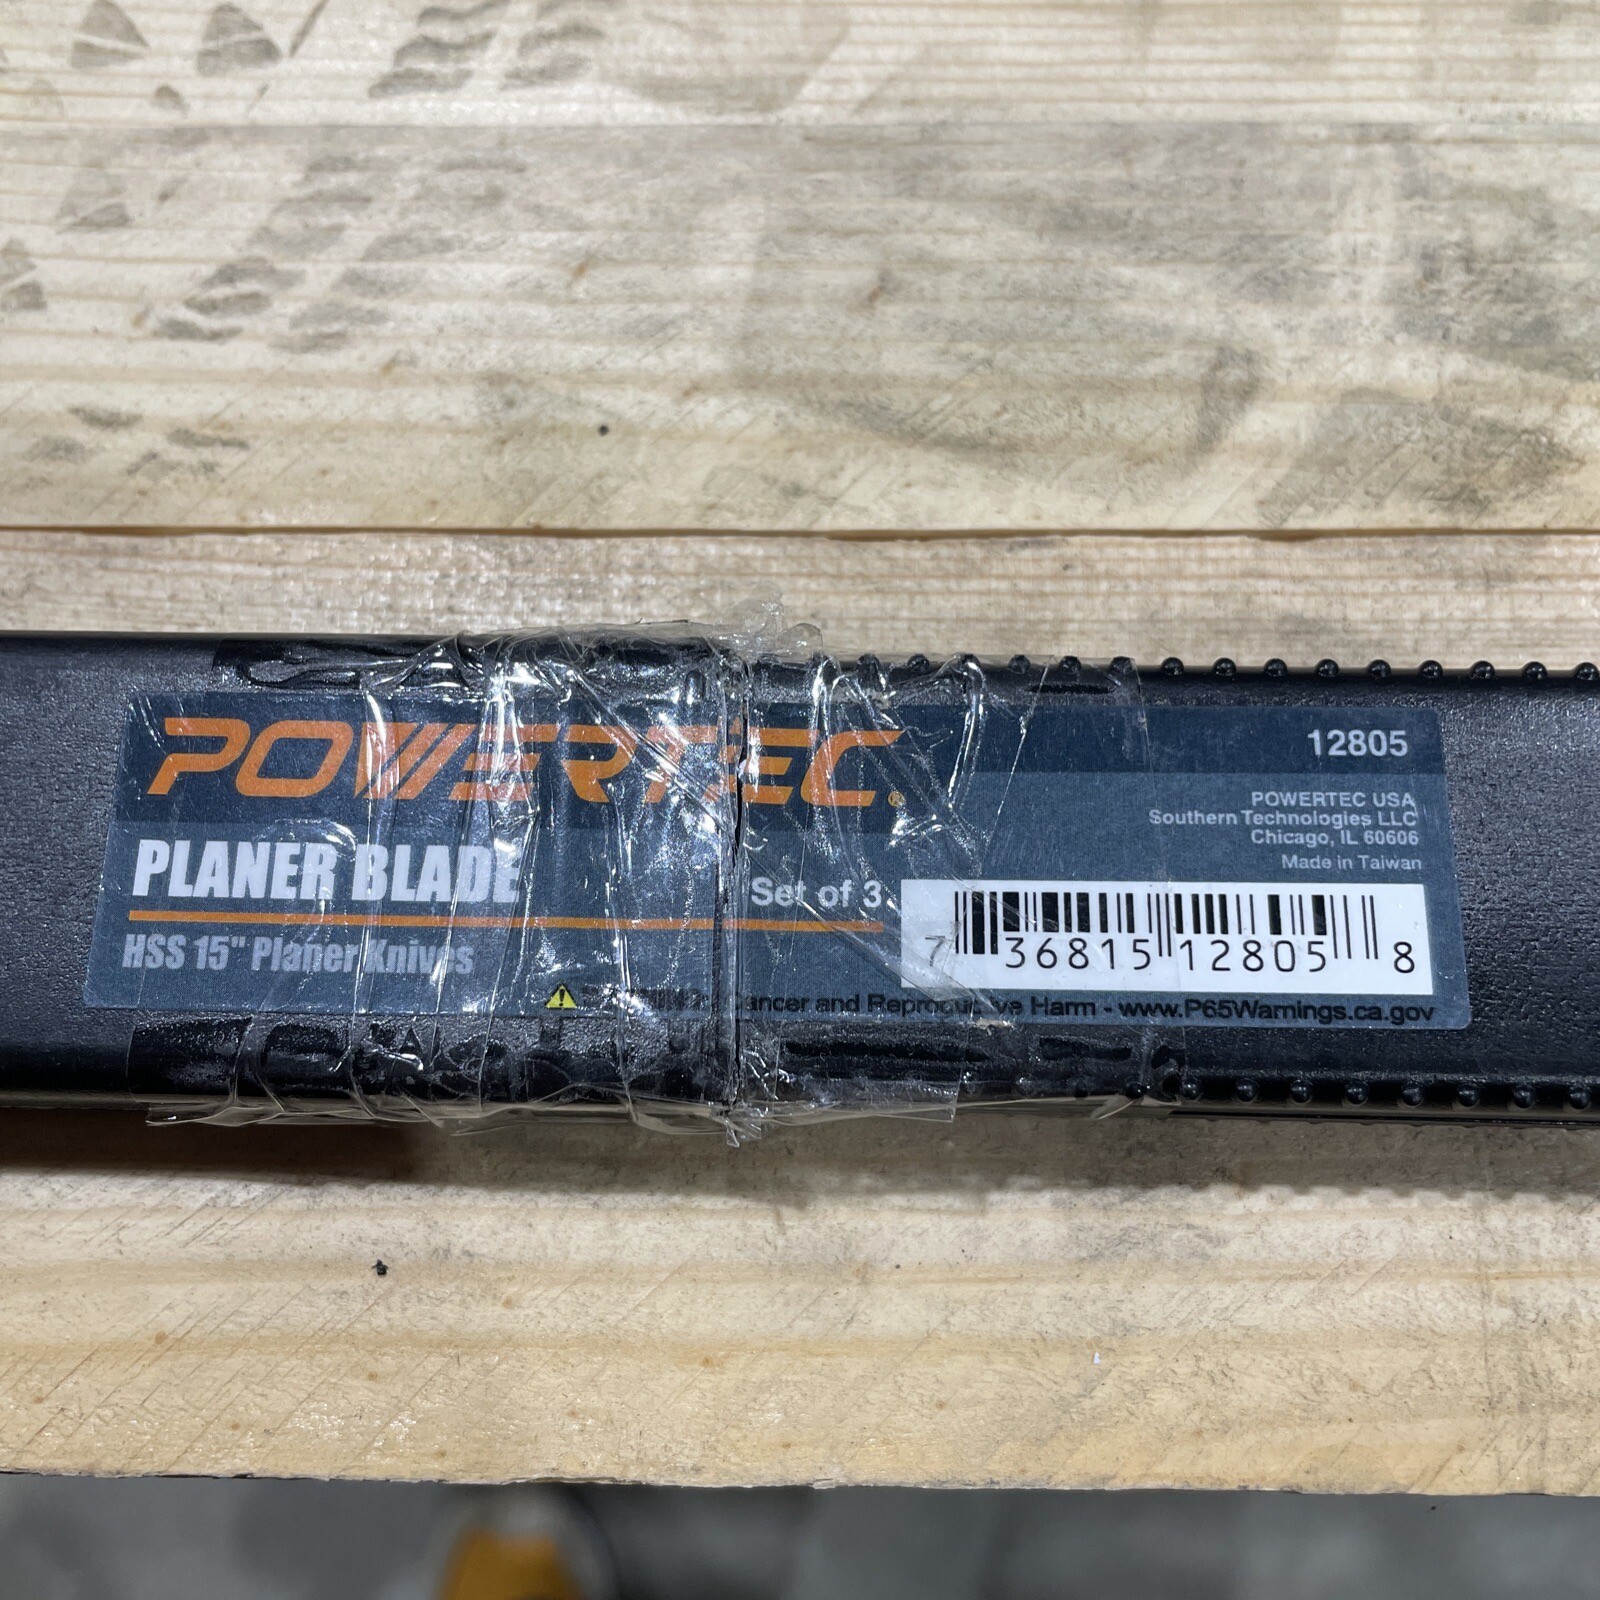 POWERTEC®
12805
POWERTEC USA
Southern Technologies LLC
Chicago, IL 60606
Made in Taiwan
PLANER BLADE
Set of 3
HSS 15" Planer Knives
7 36815 12805 8
Cancer and Reproductive Harm - www.P65Warnings.ca.gov